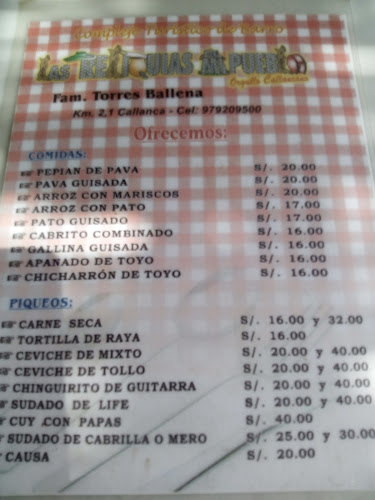 Complejo Turístico
LAS RELIQUIAS DEL PUEBLO
Orgullo Callancano
Fam. Torres Ballena
Km. 2,1 Callanca - Cel: 979209500
Ofrecemos:
COMIDAS:
PEPIAN DE PAVA S/. 20.00
PAVA GUISADA S/. 20.00
ARROZ CON MARISCOS S/. 20.00
ARROZ CON PATO S/. 17.00
PATO GUISADO S/. 17.00
CABRITO COMBINADO S/. 16.00
GALLINA GUISADA S/. 16.00
APANADO DE TOYO S/. 16.00
CHICHARRÓN DE TOYO S/. 16.00
PIQUEOS:
CARNE SECA S/. 16.00 y 32.00
TORTILLA DE RAYA S/. 16.00
CEVICHE DE MIXTO S/. 20.00 y 40.00
CEVICHE DE TOLLO S/. 20.00 y 40.00
CHINGUIRITO DE GUITARRA S/. 20.00 y 40.00
SUDADO DE LIFE S/. 20.00 y 40.00
CUY CON PAPAS S/. 40.00
SUDADO DE CABRILLA O MERO S/. 25.00 y 30.00
CAUSA S/. 20.00